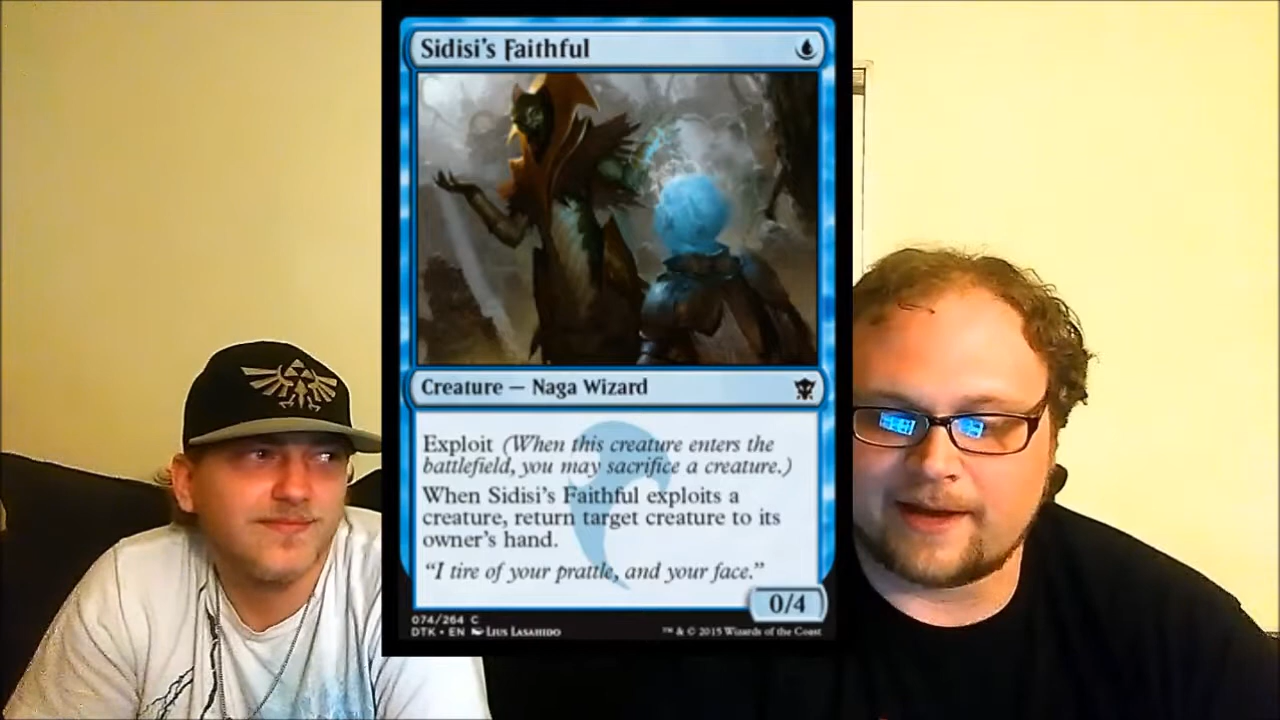 Sidisi's Faithful
Creature — Naga Wizard
Exploit (When this creature enters the
battlefield, you may sacrifice a creature.)
When Sidisi's Faithful exploits a
creature, return target creature to its
owner's hand.
“I tire of your prattle, and your face.”
0/4
074/264 C
DTK • EN Lius Lasahido
™ & © 2015 Wizards of the Coast